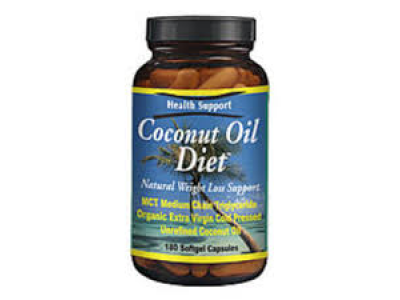 Health Support
Coconut Oil
Diet
Natural Weight Loss Support
MCT Medium Chain Triglyceride
Organic Extra Virgin Cold Pressed
Unrefined Coconut Oil
180 Softgel Capsules